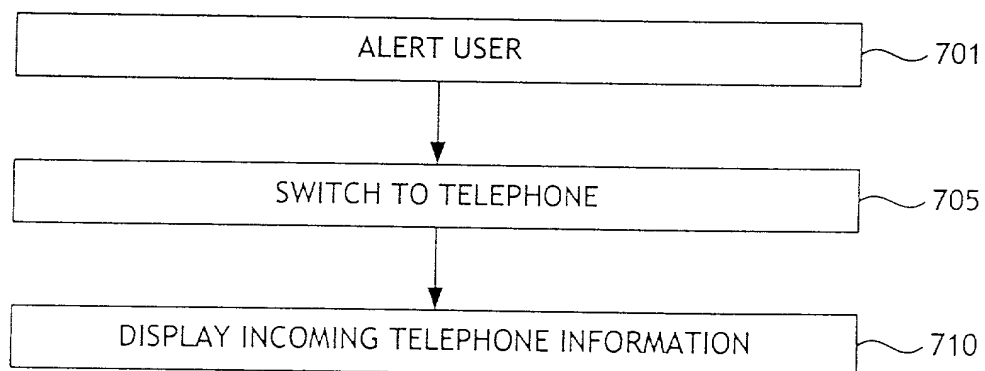 ALERT USER
701
SWITCH TO TELEPHONE
705
DISPLAY INCOMING TELEPHONE INFORMATION
710